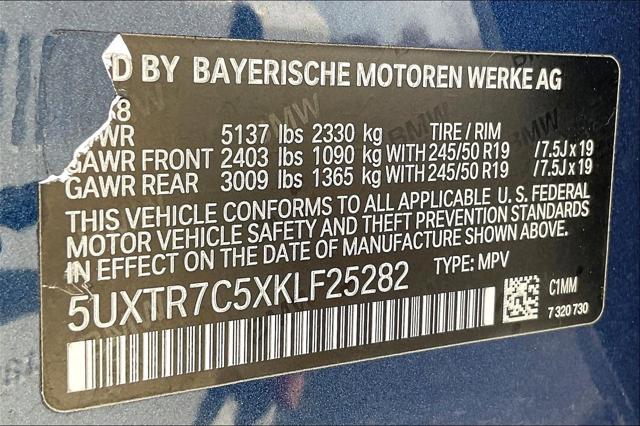 D BY BAYERISCHE MOTOREN WERKE AG
8
WR 5137 lbs 2330 kg TIRE / RIM
GAWR FRONT 2403 lbs 1090 kg WITH 245/50 R19 /7.5J x 19
GAWR REAR 3009 lbs 1365 kg WITH 245/50 R19 /7.5J x 19
THIS VEHICLE CONFORMS TO ALL APPLICABLE U. S. FEDERAL
MOTOR VEHICLE SAFETY AND THEFT PREVENTION STANDARDS
IN EFFECT ON THE DATE OF MANUFACTURE SHOWN ABOVE.
5UXTR7C5XKLF25282 TYPE: MPV
C1MM
7 320 730
BMW